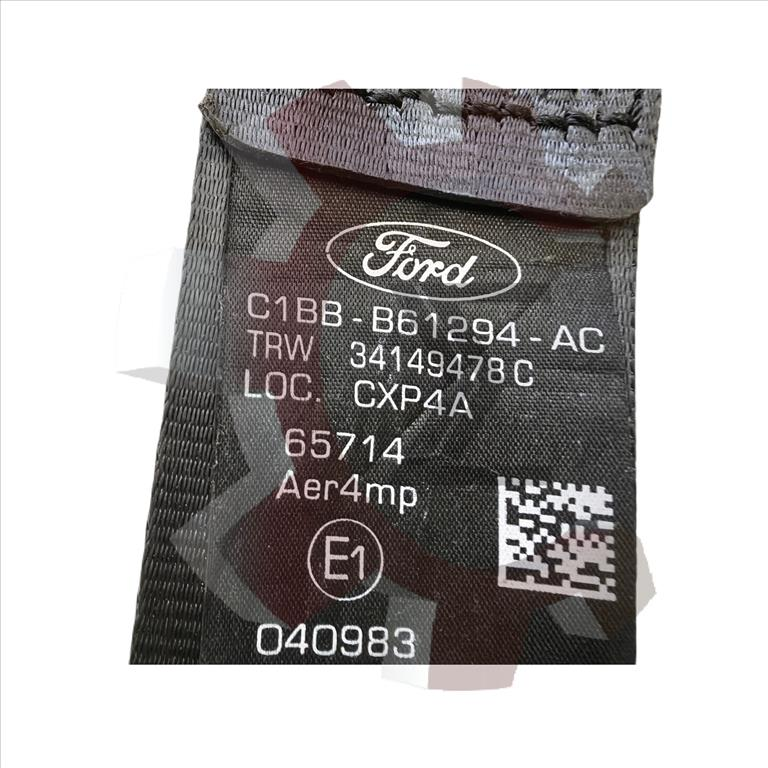 Ford
C1BB-B61294-AC
TRW 34149478C
LOC. CXP4A
65714
Aer4mp
E1
040983